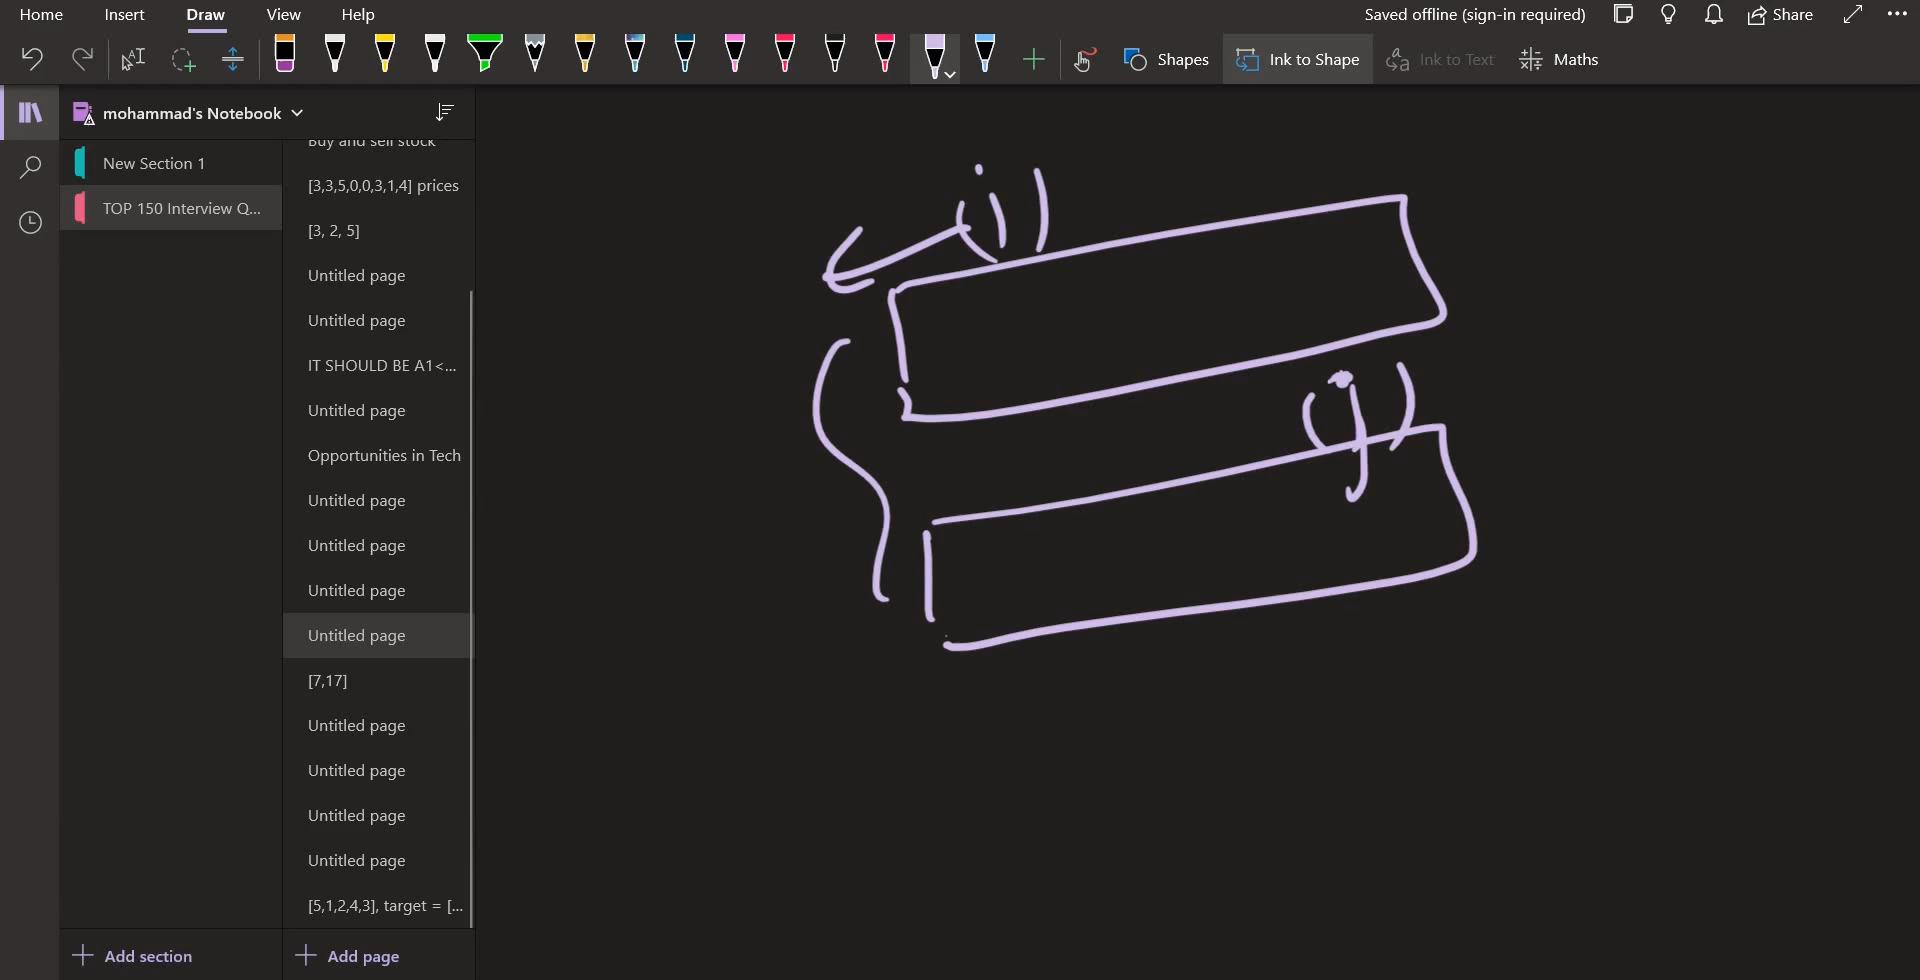 Home Insert Draw View Help Saved offline (sign-in required) Share
Shapes Ink to Shape Ink to Text Maths
mohammad's Notebook
New Section 1
TOP 150 Interview Q...
Buy and sell stock
[3,3,5,0,0,3,1,4] prices
[3, 2, 5]
Untitled page
Untitled page
IT SHOULD BE A1<...
Untitled page
Opportunities in Tech
Untitled page
Untitled page
Untitled page
Untitled page
[7,17]
Untitled page
Untitled page
Untitled page
Untitled page
[5,1,2,4,3], target = [...
Add section
Add page
(i)
(j)